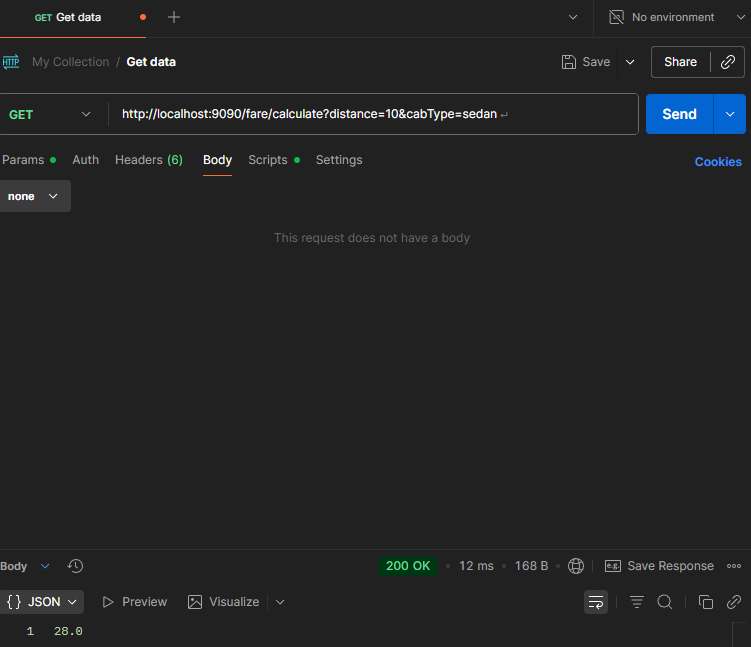 GET Get data
No environment
HTTP My Collection / Get data
Save
Share
GET
http://localhost:9090/fare/calculate?distance=10&cabType=sedan
Send
Params Auth Headers (6) Body Scripts Settings
Cookies
none
This request does not have a body
Body
200 OK 12 ms 168 B e.g. Save Response
{} JSON Preview Visualize
1 28.0